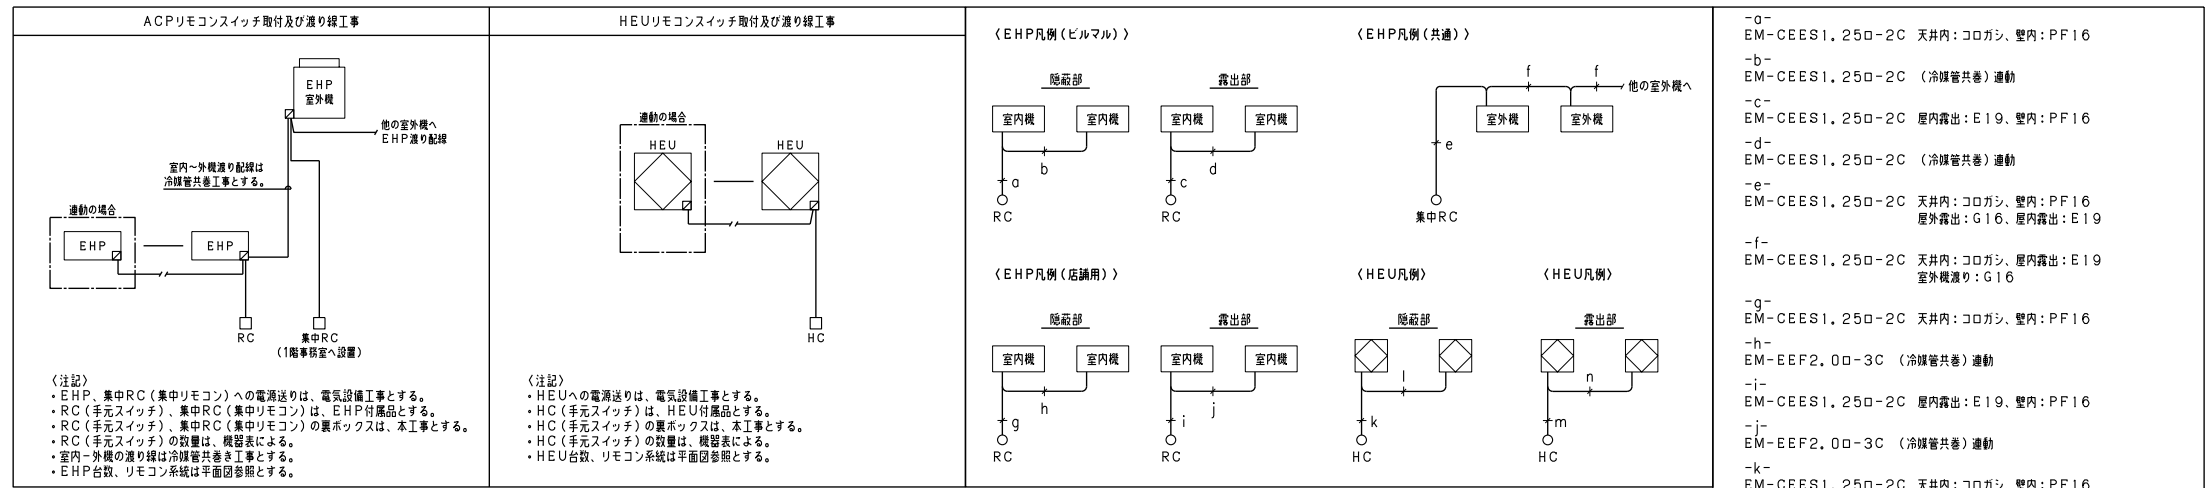 ACPリモコンスイッチ取付及び渡り線工事
EHP
室外機
他の室外機へ
EHP渡り配線
室内～外機渡り配線は
冷媒管共巻工事とする。
連動の場合
EHP
EHP
RC
集中RC
(1階事務室へ設置)
〈注記〉
・EHP、集中RC(集中リモコン)への電源送りは、電気設備工事とする。
・RC(手元スイッチ)、集中RC(集中リモコン)は、EHP付属品とする。
・RC(手元スイッチ)、集中RC(集中リモコン)の裏ボックスは、本工事とする。
・RC(手元スイッチ)の数量は、機器表による。
・室内-外機の渡り線は冷媒管共巻き工事とする。
・EHP台数、リモコン系統は平面図参照とする。
HEUリモコンスイッチ取付及び渡り線工事
連動の場合
HEU
HEU
HC
〈注記〉
・HEUへの電源送りは、電気設備工事とする。
・HC(手元スイッチ)は、HEU付属品とする。
・HC(手元スイッチ)の裏ボックスは、本工事とする。
・HC(手元スイッチ)の数量は、機器表による。
・HEU台数、リモコン系統は平面図参照とする。
〈EHP凡例(ビルマル)〉
隠蔽部
室内機
室内機
b
a
RC
露出部
室内機
室内機
d
c
RC
〈EHP凡例(共通)〉
f
f
他の室外機へ
室外機
室外機
e
集中RC
〈EHP凡例(店舗用)〉
隠蔽部
室内機
室内機
h
g
RC
露出部
室内機
室内機
j
i
RC
〈HEU凡例〉
隠蔽部
l
k
HC
〈HEU凡例〉
露出部
n
m
HC
-a-
EM-CEES1.25□-2C 天井内:コロガシ、壁内:PF16
-b-
EM-CEES1.25□-2C (冷媒管共巻)連動
-c-
EM-CEES1.25□-2C 屋内露出:E19、壁内:PF16
-d-
EM-CEES1.25□-2C (冷媒管共巻)連動
-e-
EM-CEES1.25□-2C 天井内:コロガシ、壁内:PF16
屋外露出:G16、屋内露出:E19
-f-
EM-CEES1.25□-2C 天井内:コロガシ、屋内露出:E19
室外機渡り:G16
-g-
EM-CEES1.25□-2C 天井内:コロガシ、壁内:PF16
-h-
EM-EEF2.0□-3C (冷媒管共巻)連動
-i-
EM-CEES1.25□-2C 屋内露出:E19、壁内:PF16
-j-
EM-EEF2.0□-3C (冷媒管共巻)連動
-k-
EM-CEES1.25□-2C 天井内:コロガシ、壁内:PF16